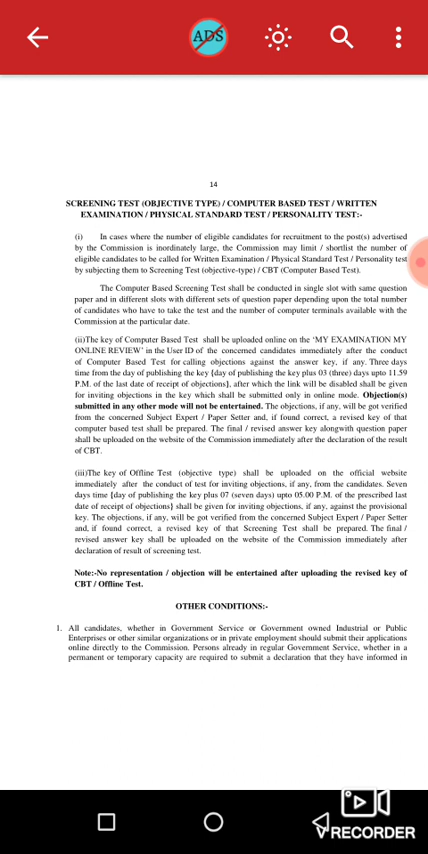 ADS
14
SCREENING TEST (OBJECTIVE TYPE) / COMPUTER BASED TEST / WRITTEN
EXAMINATION / PHYSICAL STANDARD TEST / PERSONALITY TEST:-
(i) In cases where the number of eligible candidates for recruitment to the post(s) advertised
by the Commission is inordinately large, the Commission may limit / shortlist the number of
eligible candidates to be called for Written Examination / Physical Standard Test / Personality test
by subjecting them to Screening Test (objective-type) / CBT (Computer Based Test).
The Computer Based Screening Test shall be conducted in single slot with same question
paper and in different slots with different sets of question paper depending upon the total number
of candidates who have to take the test and the number of computer terminals available with the
Commission at the particular date.
(ii)The key of Computer Based Test shall be uploaded online on the ‘MY EXAMINATION MY
ONLINE REVIEW’ in the User ID of the concerned candidates immediately after the conduct
of Computer Based Test for calling objections against the answer key, if any. Three days
time from the day of publishing the key {day of publishing the key plus 03 (three) days upto 11.59
P.M. of the last date of receipt of objections}, after which the link will be disabled shall be given
for inviting objections in the key which shall be submitted only in online mode. Objection(s)
submitted in any other mode will not be entertained. The objections, if any, will be got verified
from the concerned Subject Expert / Paper Setter and, if found correct, a revised key of that
computer based test shall be prepared. The final / revised answer key alongwith question paper
shall be uploaded on the website of the Commission immediately after the declaration of the result
of CBT.
(iii)The key of Offline Test (objective type) shall be uploaded on the official website
immediately after the conduct of test for inviting objections, if any, from the candidates. Seven
days time {day of publishing the key plus 07 (seven days) upto 05.00 P.M. of the prescribed last
date of receipt of objections} shall be given for inviting objections, if any, against the provisional
key. The objections, if any, will be got verified from the concerned Subject Expert / Paper Setter
and, if found correct, a revised key of that Screening Test shall be prepared. The final /
revised answer key shall be uploaded on the website of the Commission immediately after the
declaration of result of screening test.
Note:-No representation / objection will be entertained after uploading the revised key of
CBT / Offline Test.
OTHER CONDITIONS:-
1. All candidates, whether in Government Service or Government owned Industrial or Public
Enterprises or other similar organizations or in private employment should submit their applications
online directly to the Commission. Persons already in regular Government Service, whether in a
permanent or temporary capacity are required to submit a declaration that they have informed in
RECORDER